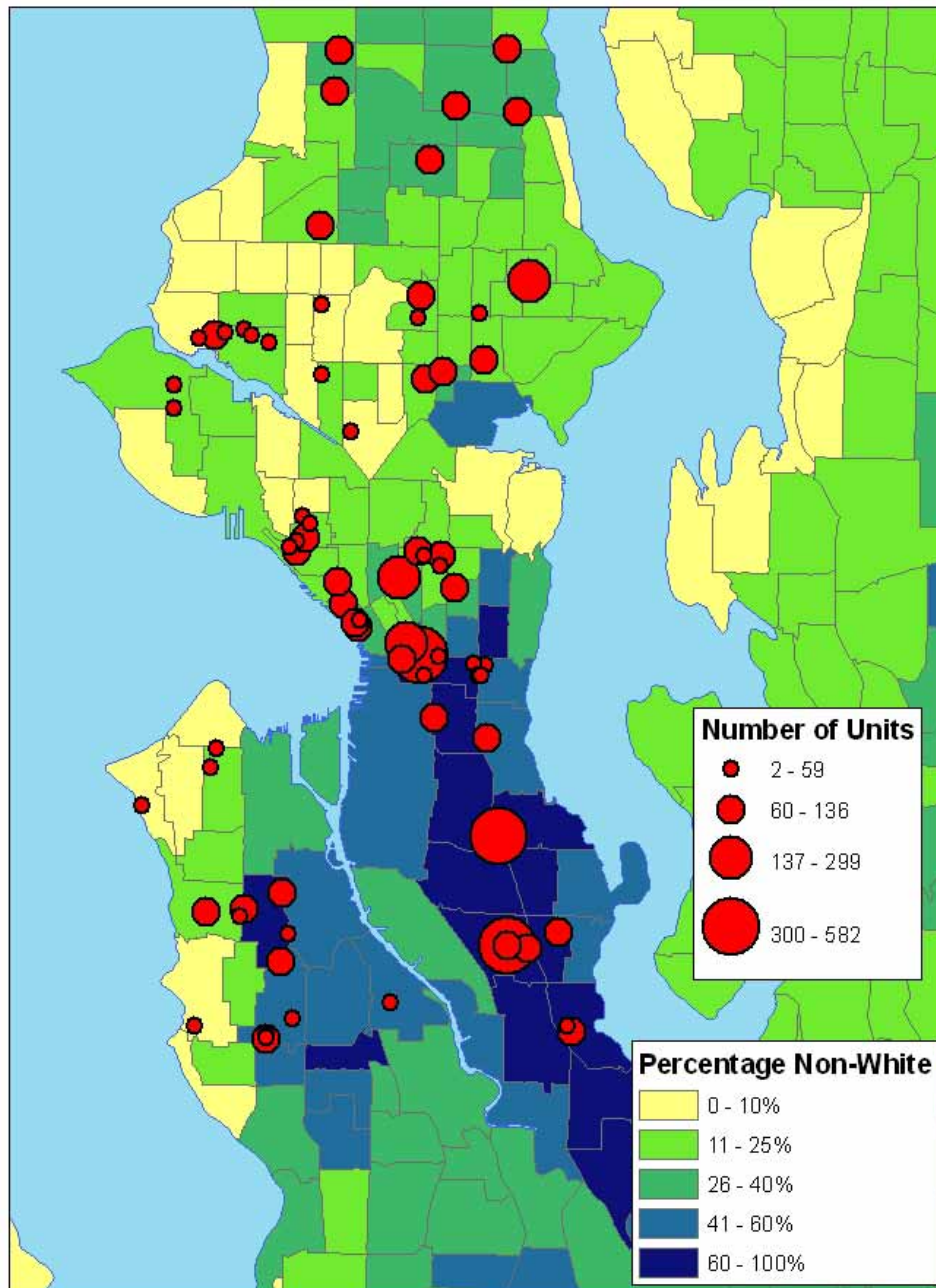 Number of Units
2 - 59
60 - 136
137 - 299
300 - 582
Percentage Non-White
0 - 10%
11 - 25%
26 - 40%
41 - 60%
60 - 100%